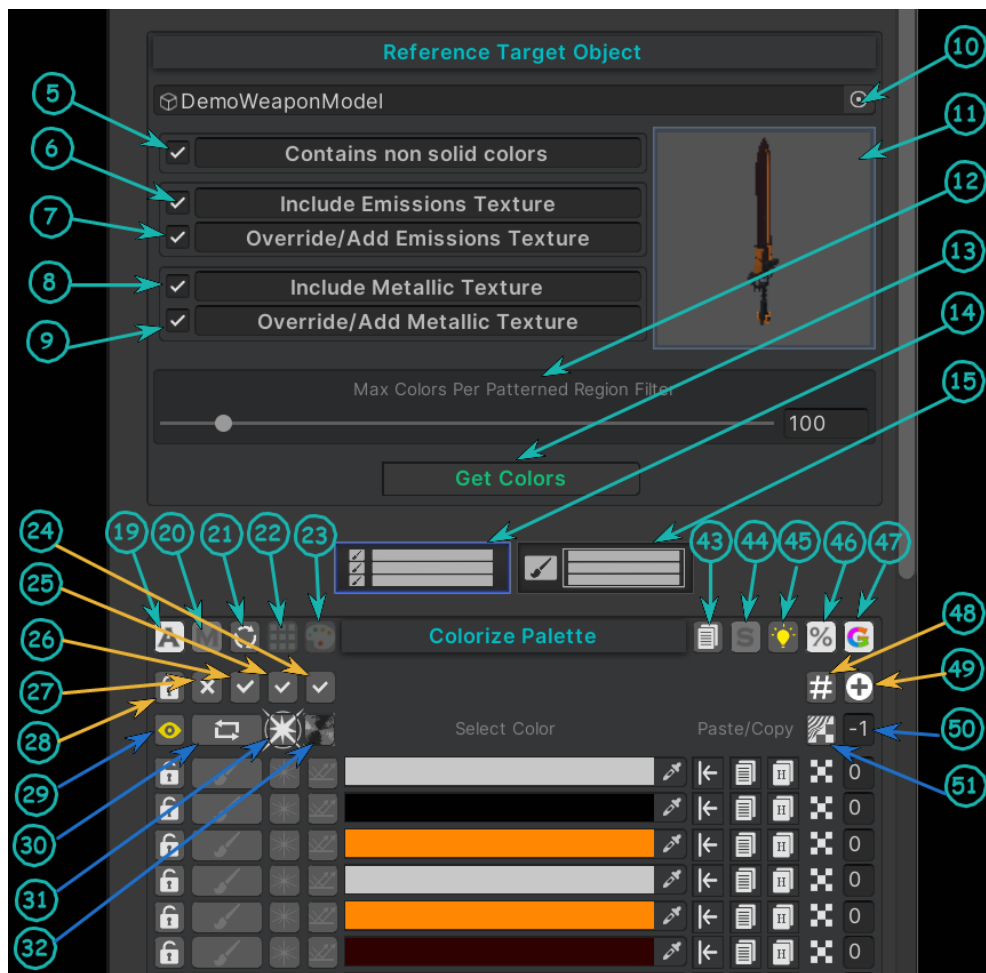 Reference Target Object
10
5
DemoWeaponModel
11
6
Contains non solid colors
12
7
Include Emissions Texture
Override/Add Emissions Texture
13
8
Include Metallic Texture
14
9
Override/Add Metallic Texture
15
Max Colors Per Patterned Region Filter
100
Get Colors
24
19 20 21 22 23
43 44 45 46 47
25
26
A M
Colorize Palette
S % G
48
27
#
49
28
Select Color
Paste/Copy
-1
50
29
H 0
51
30
H 0
H 0
31
H 0
H 0
32
H 0